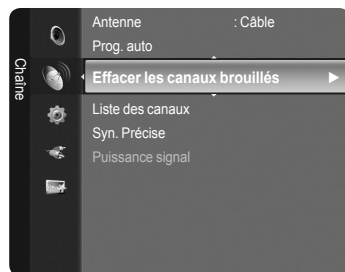 Chaîne
Antenne : Câble
Prog. auto
Effacer les canaux brouillés
Liste des canaux
Syn. Précise
Puissance signal